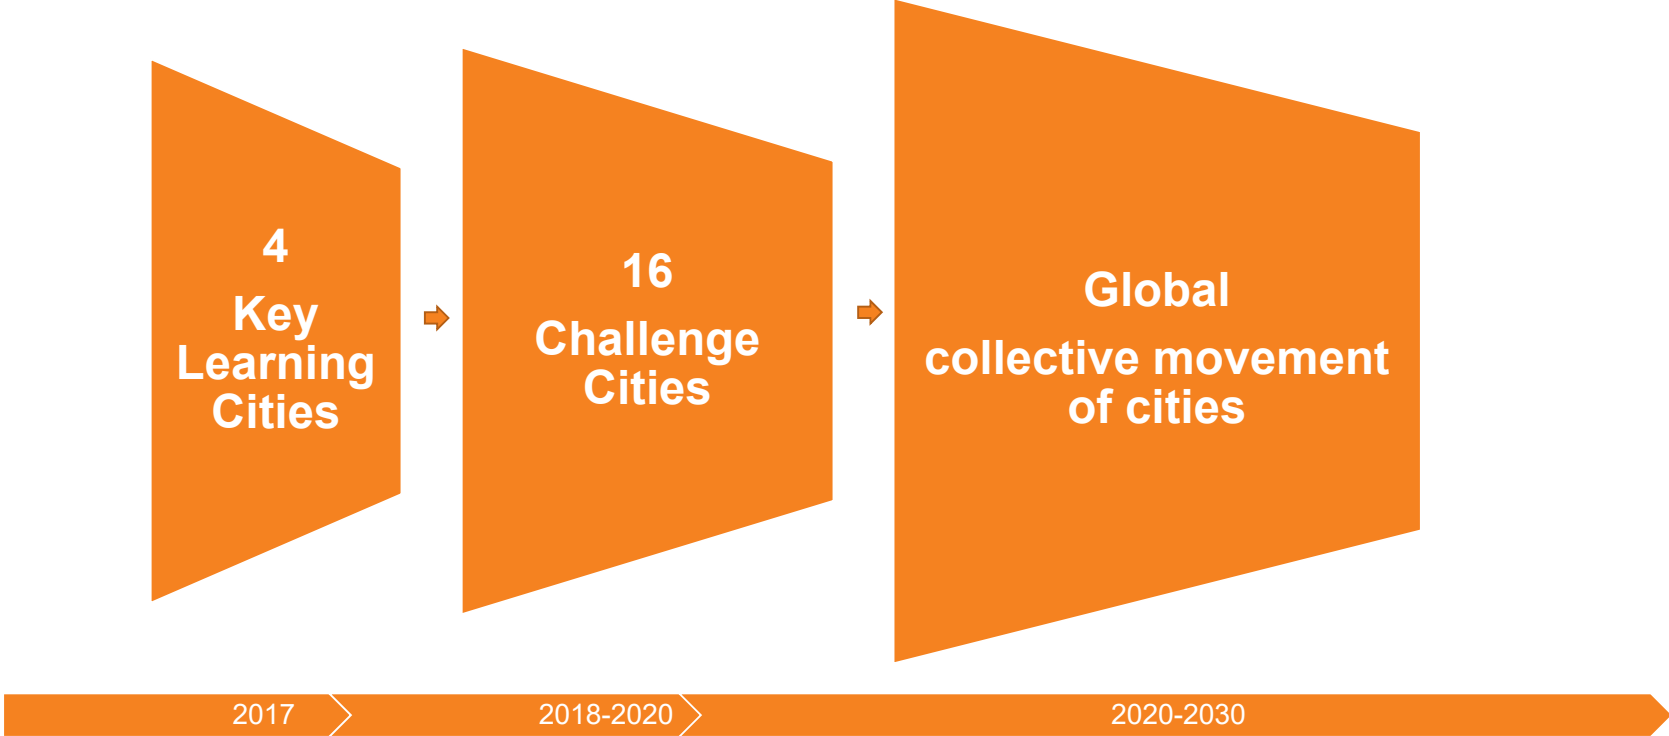 4
Key
Learning
Cities
16
Challenge
Cities
Global
collective movement
of cities
2017
2018-2020
2020-2030